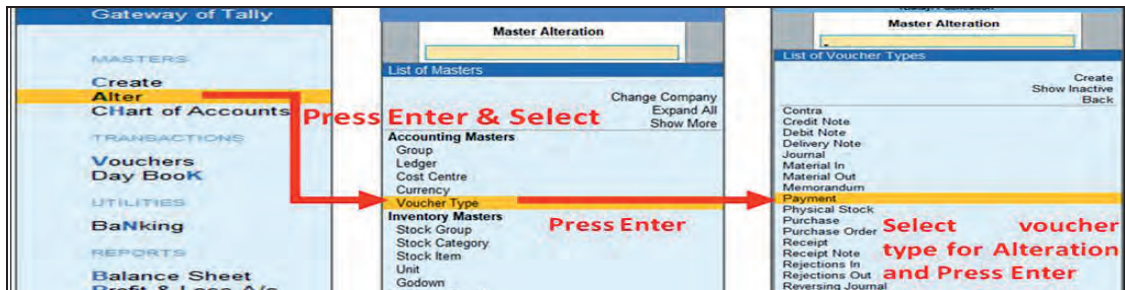 Gateway of Tally
MASTERS
Create
Alter
CHart of Accounts
TRANSACTIONS
Vouchers
Day BooK
UTILITIES
BaNking
REPORTS
Balance Sheet
Profit & Loss A/c
Press Enter & Select
Master Alteration
List of Masters
Change Company
Expand All
Show More
Accounting Masters
Group
Ledger
Cost Centre
Currency
Voucher Type
Inventory Masters
Stock Group
Stock Category
Stock Item
Unit
Godown
Press Enter
Master Alteration
List of Voucher Types
Create
Show Inactive
Back
Contra
Credit Note
Debit Note
Delivery Note
Journal
Material In
Material Out
Memorandum
Payment
Physical Stock
Purchase
Purchase Order
Receipt
Receipt Note
Rejections In
Rejections Out
Reversing Journal
Select voucher
type for Alteration
and Press Enter